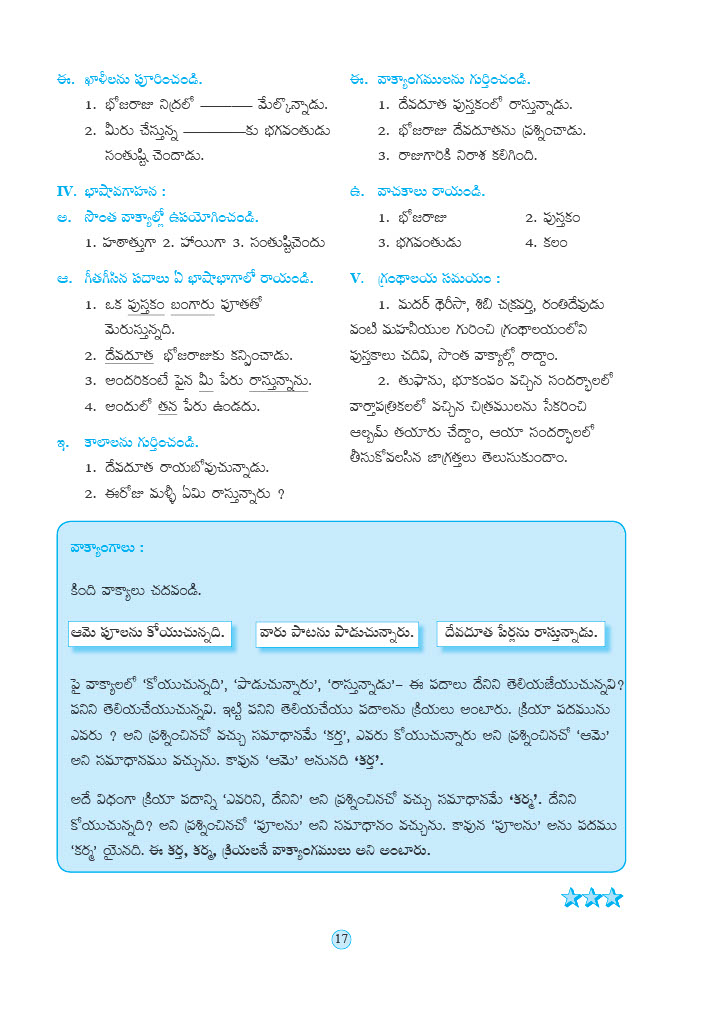 ఈ. ఖాళీలను పూరించండి.
1. భోజరాజు నిద్రలో ———— మేల్కొన్నాడు.
2. మీరు చేస్తున్న —————కు భగవంతుడు
సంతుష్టి చెందాడు.
IV. భాషావగాహన :
అ. సొంత వాక్యాల్లో ఉపయోగించండి.
1. హఠాత్తుగా 2. హాయిగా 3. సంతుష్టిచెందు
ఆ. గీతగీసిన పదాలు ఏ భాషాభాగాలో రాయండి.
1. ఒక పుస్తకం బంగారు పూతతో
మెరుస్తున్నది.
2. దేవదూత భోజరాజుకు కన్పించాడు.
3. అందరికంటే పైన మీ పేరు రాస్తున్నాను.
4. అందులో తన పేరు ఉండదు.
ఇ. కాలాలను గుర్తించండి.
1. దేవదూత రాయబోవుచున్నాడు.
2. ఈరోజు మళ్ళీ ఏమి రాస్తున్నారు ?
ఈ. వాక్యాంగములను గుర్తించండి.
1. దేవదూత పుస్తకంలో రాస్తున్నాడు.
2. భోజరాజు దేవదూతను ప్రశ్నించాడు.
3. రాజుగారికి నిరాశ కలిగింది.
ఉ. వాచకాలు రాయండి.
1. భోజరాజు 2. పుస్తకం
3. భగవంతుడు 4. కలం
V. గ్రంథాలయ సమయం :
1. మదర్ థెరీసా, శిబి చక్రవర్తి, రంతిదేవుడు
వంటి మహనీయుల గురించి గ్రంథాలయంలోని
పుస్తకాలు చదివి, సొంత వాక్యాల్లో రాద్దాం.
2. తుఫాను, భూకంపం వచ్చిన సందర్భాలలో
వార్తాపత్రికలలో వచ్చిన చిత్రములను సేకరించి
ఆల్బమ్ తయారు చేద్దాం, ఆయా సందర్భాలలో
తీసుకోవలసిన జాగ్రత్తలు తెలుసుకుందాం.
వాక్యాంగాలు :
కింది వాక్యాలు చదవండి.
ఆమె పూలను కోయుచున్నది. వారు పాటను పాడుచున్నారు. దేవదూత పేర్లను రాస్తున్నాడు.
పై వాక్యాలలో ‘కోయుచున్నది’, ‘పాడుచున్నారు’, ‘రాస్తున్నాడు’– ఈ పదాలు దేనిని తెలియజేయుచున్నవి?
పనిని తెలియచేయుచున్నవి. ఇట్టి పనిని తెలియచేయు పదాలను క్రియలు అంటారు. క్రియా పదమును
ఎవరు ? అని ప్రశ్నించినచో వచ్చు సమాధానమే ‘కర్త’, ఎవరు కోయుచున్నారు అని ప్రశ్నించినచో ‘ఆమె’
అని సమాధానము వచ్చును. కావున ‘ఆమె’ అనునది ‘కర్త’.
అదే విధంగా క్రియా పదాన్ని ‘ఎవరిని, దేనిని’ అని ప్రశ్నించినచో వచ్చు సమాధానమే ‘కర్మ’. దేనిని
కోయుచున్నది? అని ప్రశ్నించినచో ‘పూలను’ అని సమాధానం వచ్చును. కావున ‘పూలను’ అను పదము
‘కర్మ’ యైనది. ఈ కర్త, కర్మ, క్రియలనే వాక్యాంగములు అని అంటారు.
17